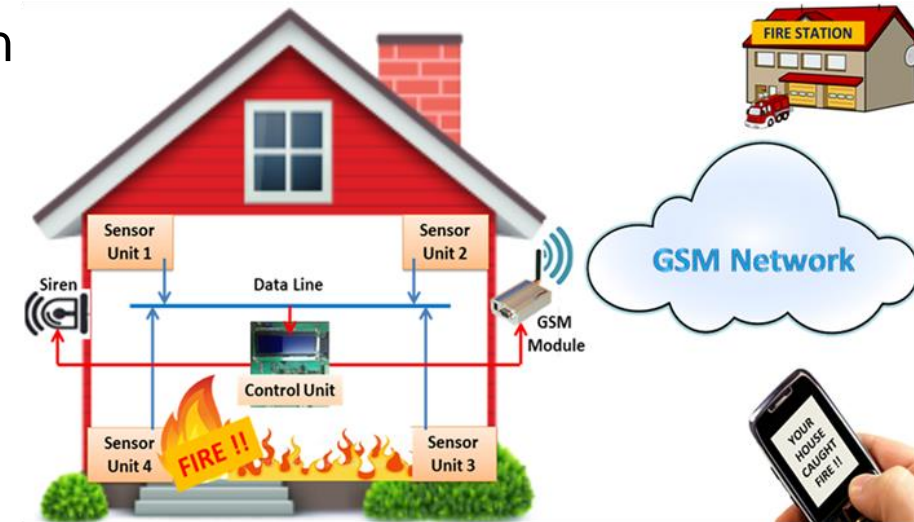 n
FIRE STATION
Sensor
Unit 1
Sensor
Unit 2
GSM Network
Siren
Data Line
GSM
Module
Control Unit
Sensor
Unit 4
FIRE !!
Sensor
Unit 3
YOUR
HOUSE
CAUGHT
FIRE !!